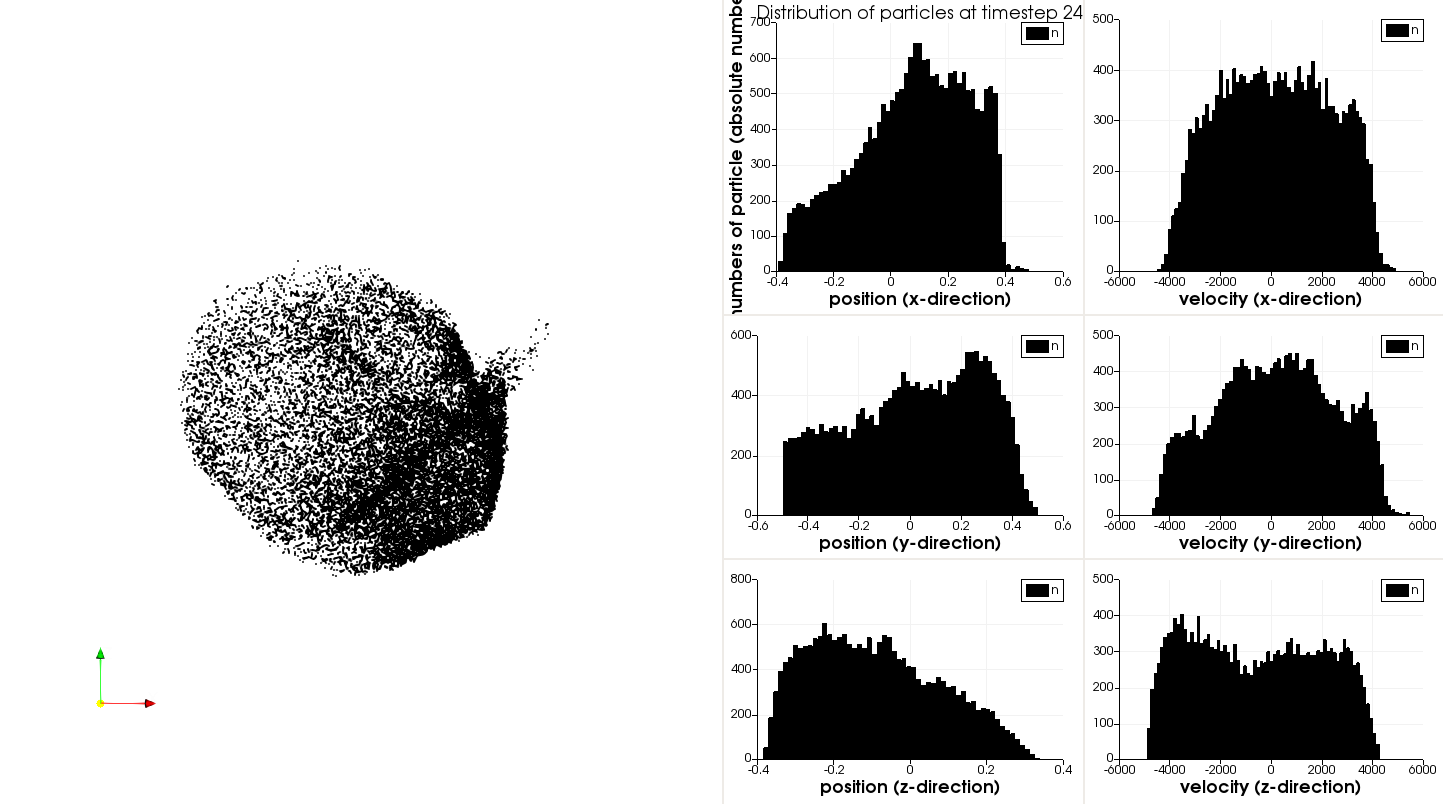 Distribution of particles at timestep 24
numbers of particle (absolute numbe
700
600
500
400
300
200
100
0
-0.4 -0.2 0 0.2 0.4 0.6
position (x-direction)
n
500
400
300
200
100
0
-6000 -4000 -2000 0 2000 4000 6000
velocity (x-direction)
n
600
400
200
0
-0.6 -0.4 -0.2 0 0.2 0.4 0.6
position (y-direction)
n
500
400
300
200
100
0
-6000 -4000 -2000 0 2000 4000 6000
velocity (y-direction)
n
800
600
400
200
0
-0.4 -0.2 0 0.2 0.4
position (z-direction)
n
500
400
300
200
100
0
-6000 -4000 -2000 0 2000 4000 6000
velocity (z-direction)
n